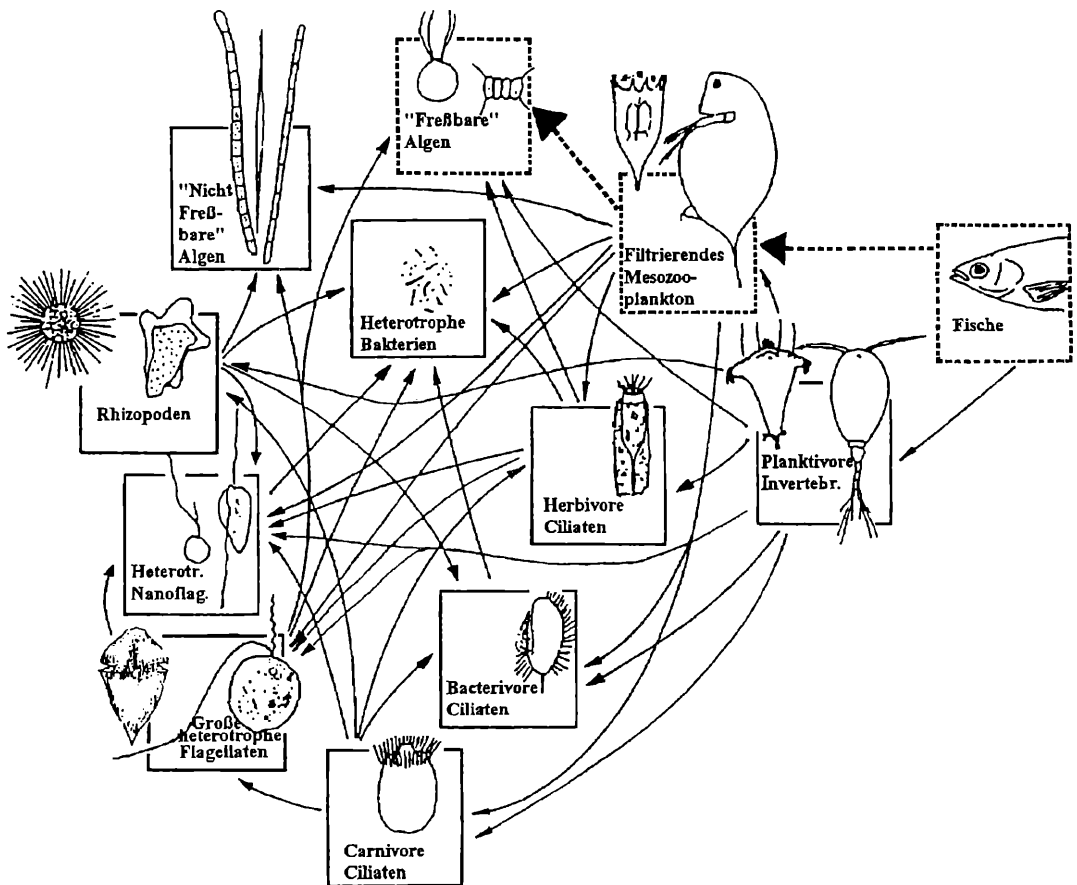 "Freßbare"
Algen
"Nicht
Freß-
bare"
Algen
Filtrierendes
Mesozoo-
plankton
Fische
Heterotrophe
Bakterien
Rhizopoden
Planktivore
Invertebr.
Herbivore
Ciliaten
Heterotr.
Nanoflag.
Bacterivore
Ciliaten
Große
heterotrophe
Flagellaten
Carnivore
Ciliaten